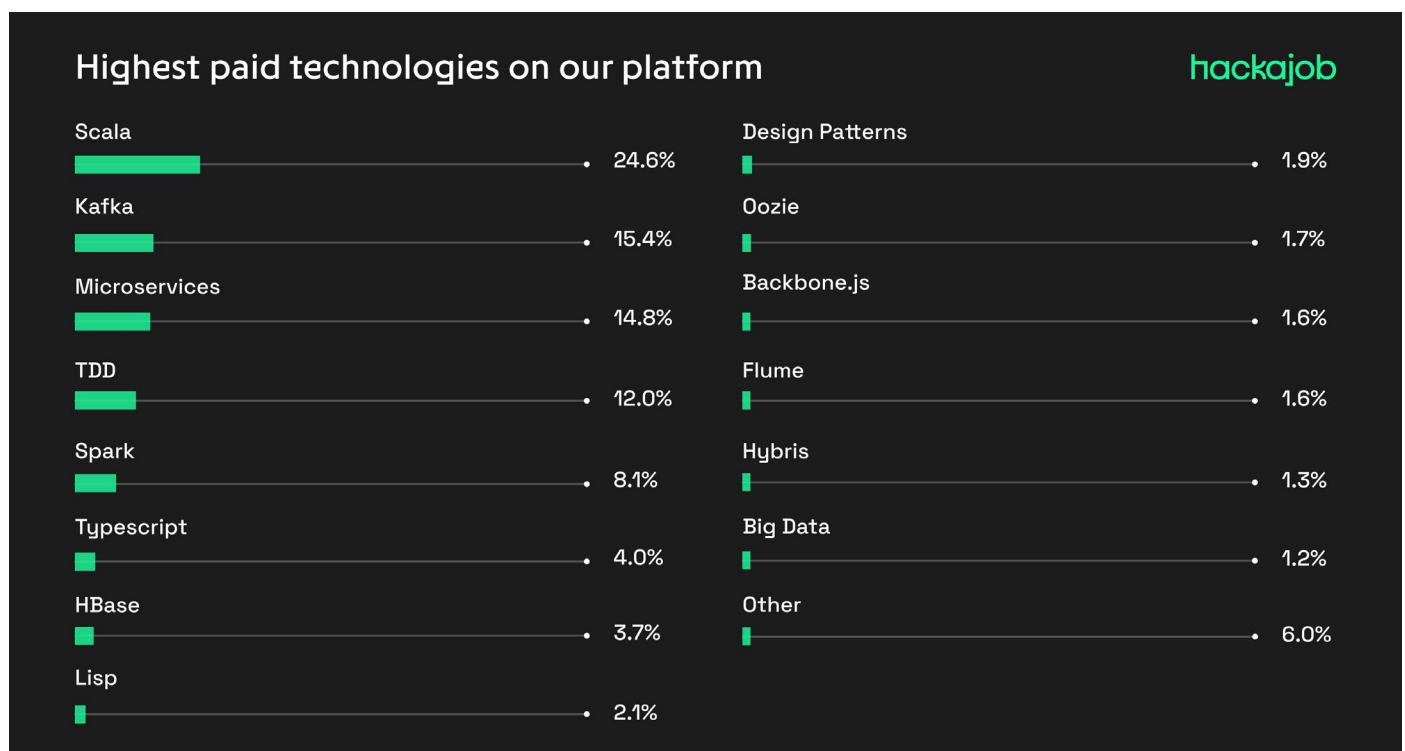 Highest paid technologies on our platform
hackajob
Scala
24.6%
Kafka
15.4%
Microservices
14.8%
TDD
12.0%
Spark
8.1%
Typescript
4.0%
HBase
3.7%
Lisp
2.1%
Design Patterns
1.9%
Oozie
1.7%
Backbone.js
1.6%
Flume
1.6%
Hybris
1.3%
Big Data
1.2%
Other
6.0%